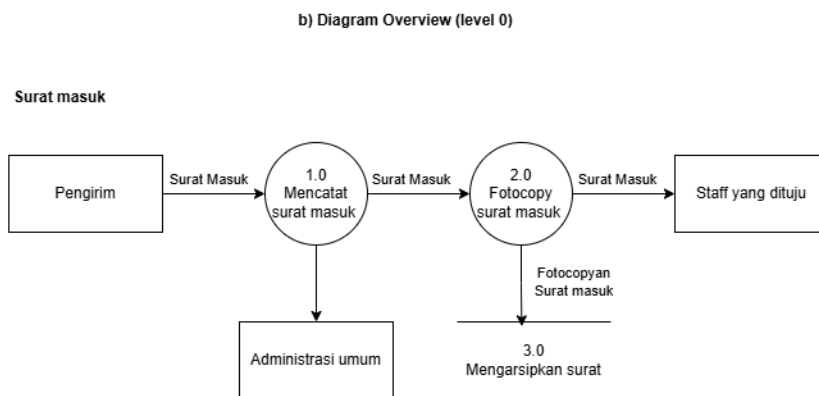 b) Diagram Overview (level 0)
Surat masuk
Pengirim
Surat Masuk
1.0
Mencatat
surat masuk
Surat Masuk
2.0
Fotocopy
surat masuk
Surat Masuk
Staff yang dituju
Fotocopyan
Surat masuk
Administrasi umum
3.0
Mengarsipkan surat